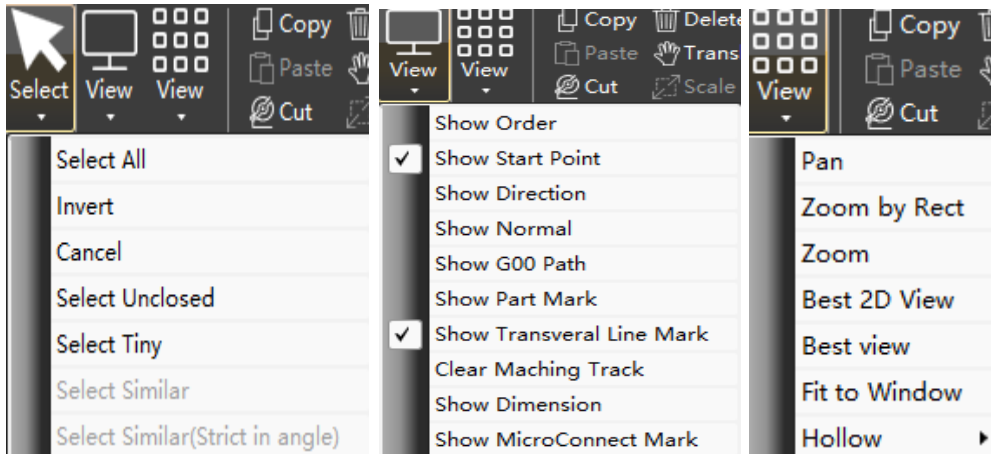 Select
View
View
Copy
Paste
Cut
Select All
Invert
Cancel
Select Unclosed
Select Tiny
Select Similar
Select Similar(Strict in angle)
View
View
Copy
Delete
Paste
Trans
Cut
Scale
Show Order
Show Start Point
Show Direction
Show Normal
Show G00 Path
Show Part Mark
Show Transveral Line Mark
Clear Maching Track
Show Dimension
Show MicroConnect Mark
View
Copy
Paste
Cut
Pan
Zoom by Rect
Zoom
Best 2D View
Best view
Fit to Window
Hollow